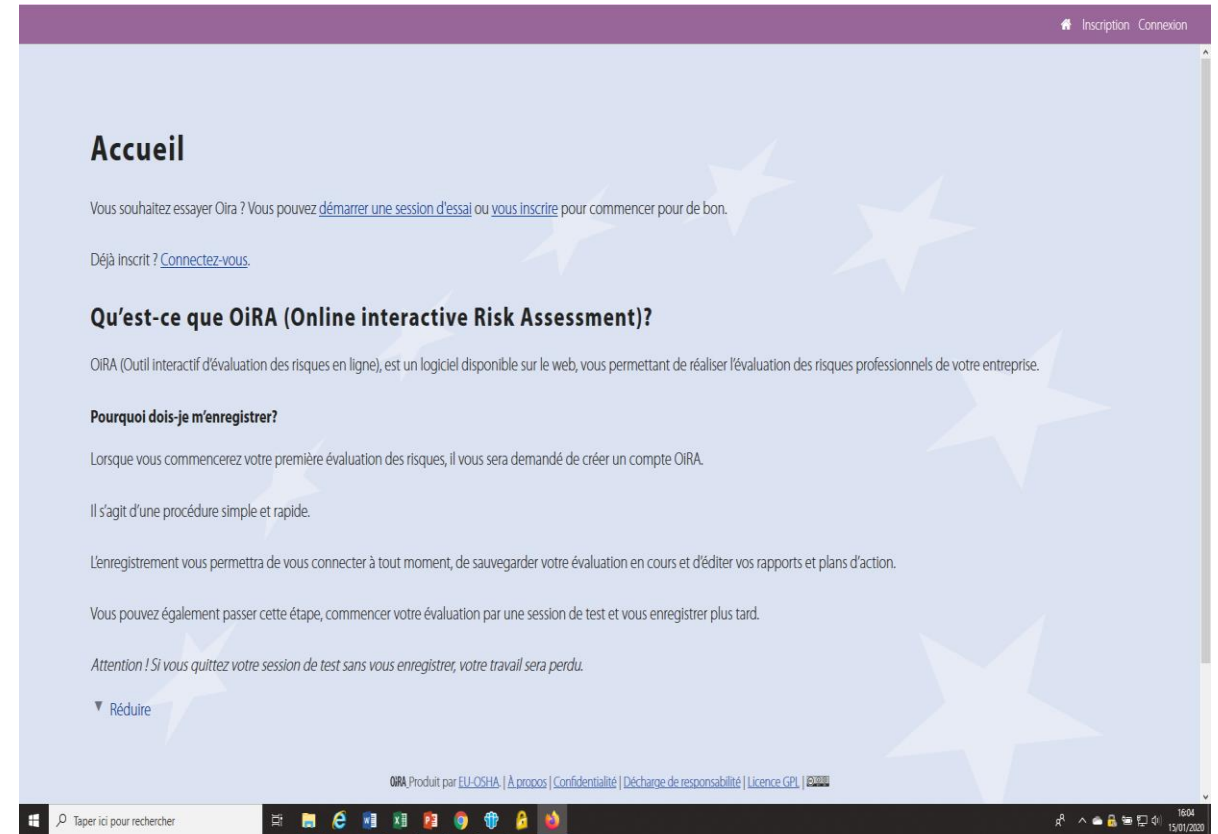 Inscription Connexion
Accueil
Vous souhaitez essayer Oira ? Vous pouvez démarrer une session d'essai ou vous inscrire pour commencer pour de bon.
Déjà inscrit ? Connectez-vous.
Qu'est-ce que OiRA (Online interactive Risk Assessment)?
OiRA (Outil interactif d'évaluation des risques en ligne), est un logiciel disponible sur le web, vous permettant de réaliser l'évaluation des risques professionnels de votre entreprise.
Pourquoi dois-je m'enregistrer?
Lorsque vous commencerez votre première évaluation des risques, il vous sera demandé de créer un compte OiRA.
Il s'agit d'une procédure simple et rapide.
L'enregistrement vous permettra de vous connecter à tout moment, de sauvegarder votre évaluation en cours et d'éditer vos rapports et plans d'action.
Vous pouvez également passer cette étape, commencer votre évaluation par une session de test et vous enregistrer plus tard.
Attention ! Si vous quittez votre session de test sans vous enregistrer, votre travail sera perdu.
Réduire
OiRA, Produit par EU-OSHA. | À propos | Confidentialité | Décharge de responsabilité | Licence GPL |
Taper ici pour rechercher
16:04
15/01/2020